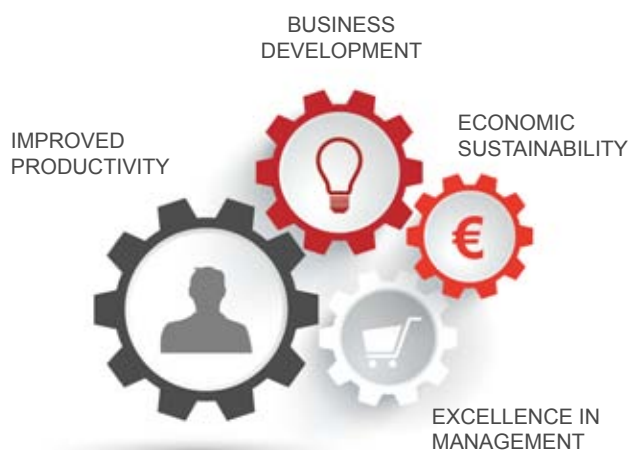 BUSINESS
DEVELOPMENT
IMPROVED
PRODUCTIVITY
ECONOMIC
SUSTAINABILITY
€
EXCELLENCE IN
MANAGEMENT